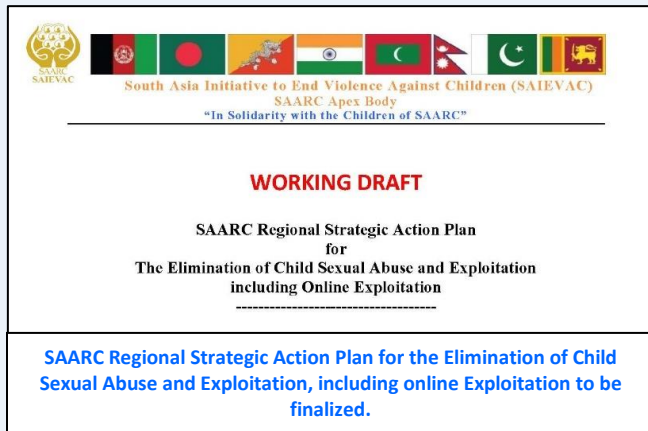 SAARC
SAIEVAC
South Asia Initiative to End Violence Against Children (SAIEVAC)
SAARC Apex Body
"In Solidarity with the Children of SAARC"
WORKING DRAFT
SAARC Regional Strategic Action Plan
for
The Elimination of Child Sexual Abuse and Exploitation
including Online Exploitation
------------------------------------
SAARC Regional Strategic Action Plan for the Elimination of Child
Sexual Abuse and Exploitation, including online Exploitation to be
finalized.